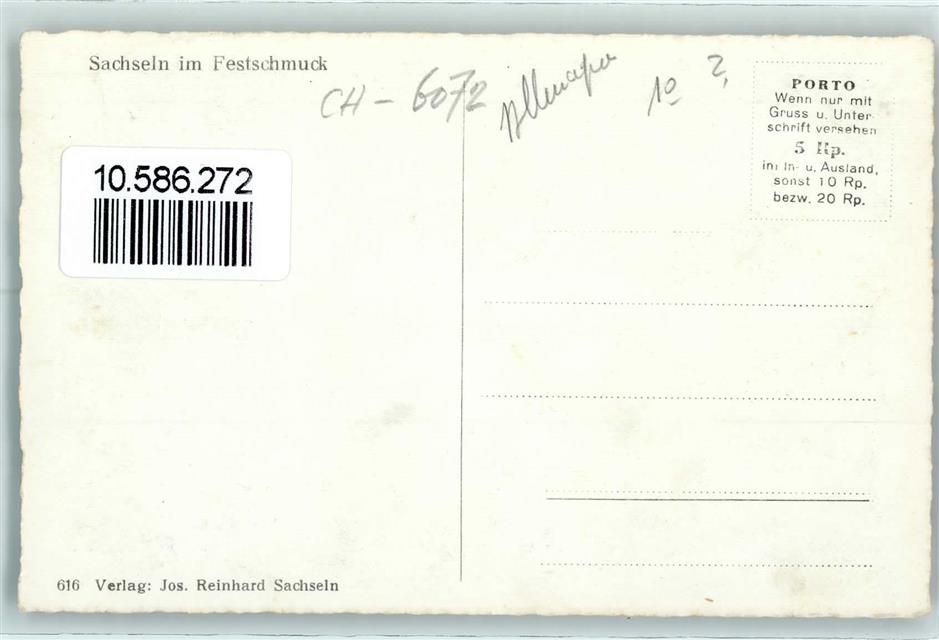 Sachseln im Festschmuck
CH - 6072
10 ?
PORTO
Wenn nur mit
Gruss u. Unter-
schrift versehen
5 Rp.
im In- u. Ausland,
sonst 10 Rp.
bezw. 20 Rp.
10.586.272
616 Verlag: Jos. Reinhard Sachseln